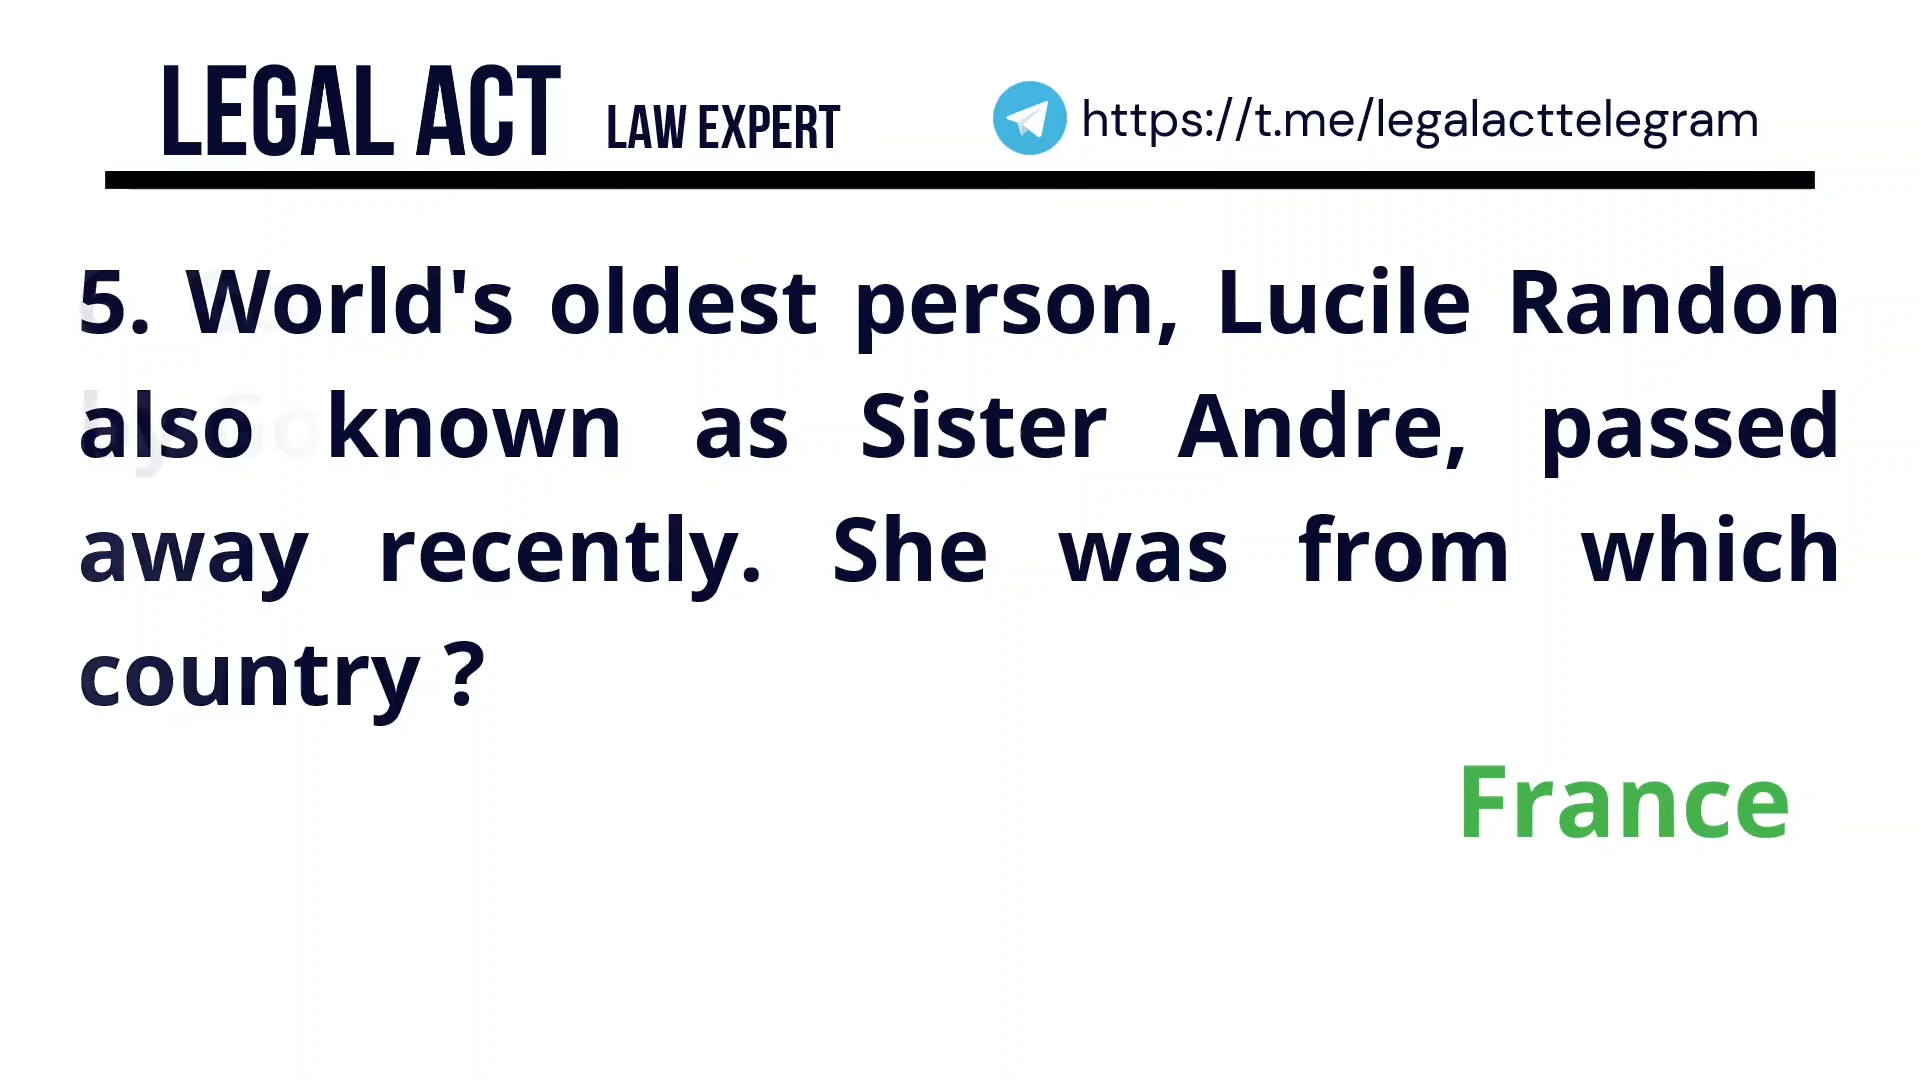 LEGAL ACT LAW EXPERT https://t.me/legalacttelegram
5. World's oldest person, Lucile Randon
also known as Sister Andre, passed
away recently. She was from which
country ?
France